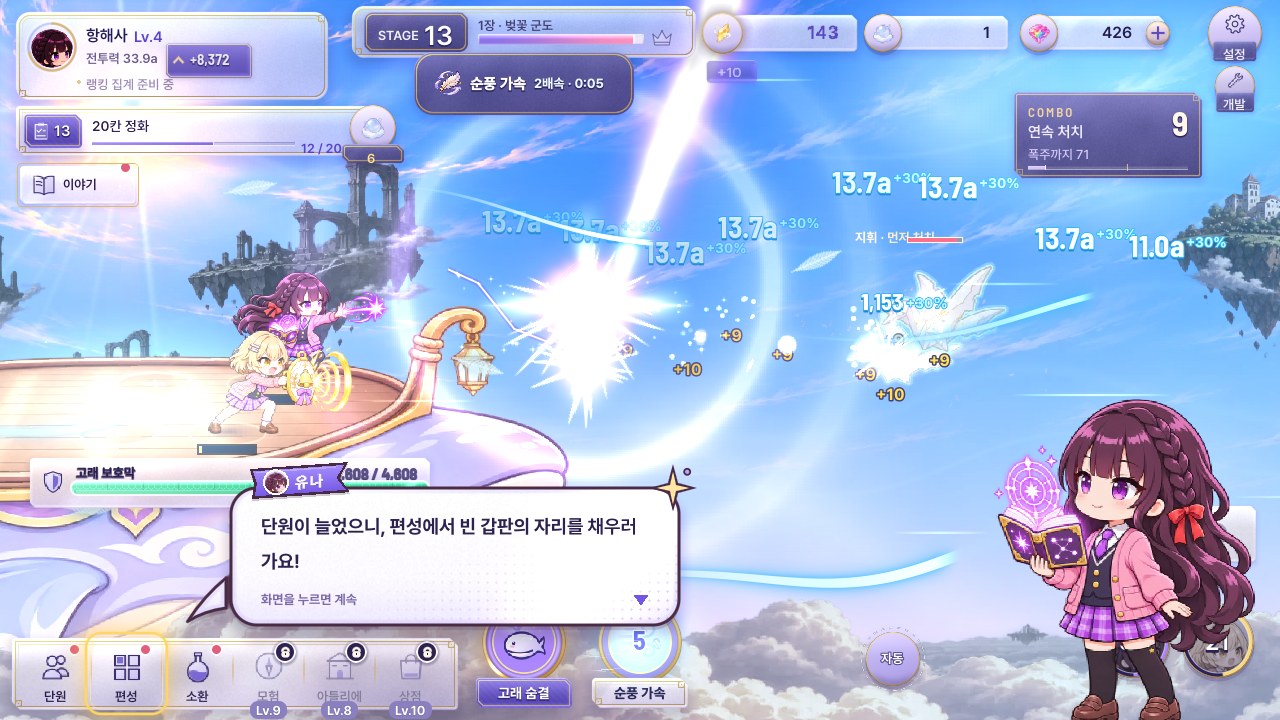 항해사 Lv.4
전투력 33.9a
+8,372
랭킹 집계 준비 중
STAGE 13
1장 · 벚꽃 군도
143
+10
1
426
설정
개발
순풍 가속 2배속 · 0:05
13
20칸 정화
12 / 20
6
이야기
COMBO
연속 처치
9
폭주까지 71
13.7a +30%
13.7a +30%
13.7a +30%
13.7a +30%
13.7a +30%
13.7a +30%
지휘 · 먼저 처치
13.7a +30%
11.0a +30%
1,153 +30%
+9
+10
+9
+9
+9
+9
+10
고래 보호막
608 / 4.608
유나
단원이 늘었으니, 편성에서 빈 갑판의 자리를 채우러
가요!
화면을 누르면 계속
단원
편성
소환
모험
Lv.9
아틀리에
Lv.8
상점
Lv.10
고래 숨결
5
순풍 가속
자동